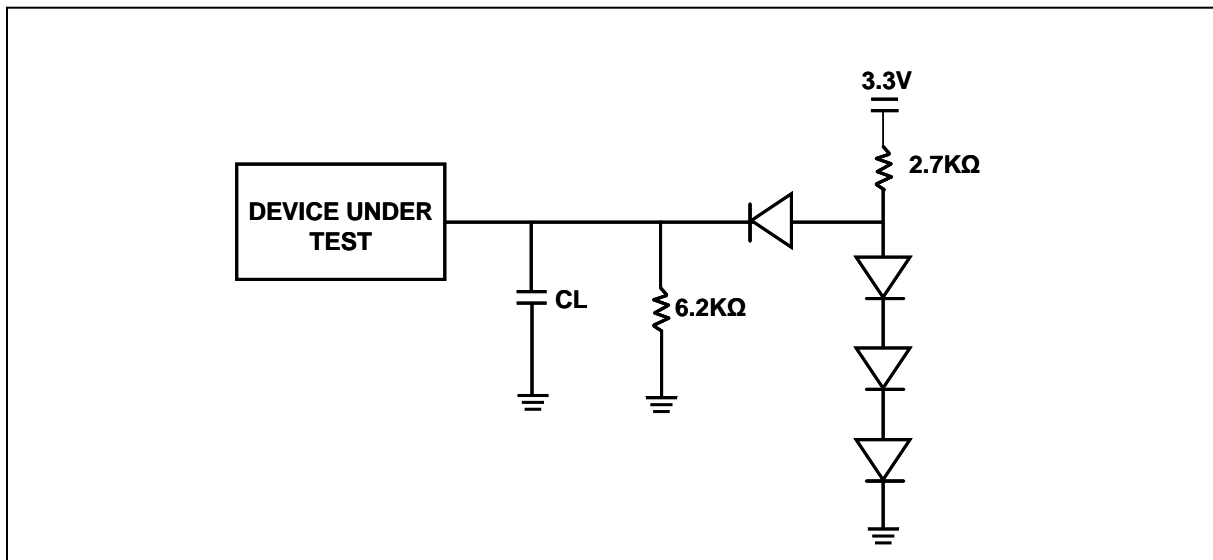 3.3V
2.7KΩ
DEVICE UNDER
TEST
CL
6.2KΩ